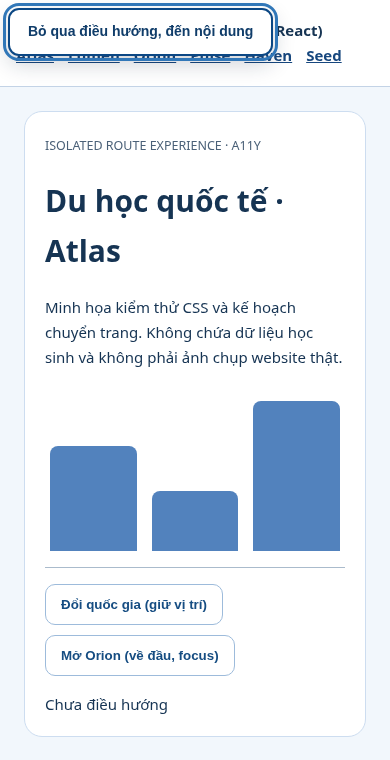 Bỏ qua điều hướng, đến nội dung
React)
Haven Seed
ISOLATED ROUTE EXPERIENCE · A11Y
Du học quốc tế ·
Atlas
Minh họa kiểm thử CSS và kế hoạch
chuyển trang. Không chứa dữ liệu học
sinh và không phải ảnh chụp website thật.
Đổi quốc gia (giữ vị trí)
Mở Orion (về đầu, focus)
Chưa điều hướng